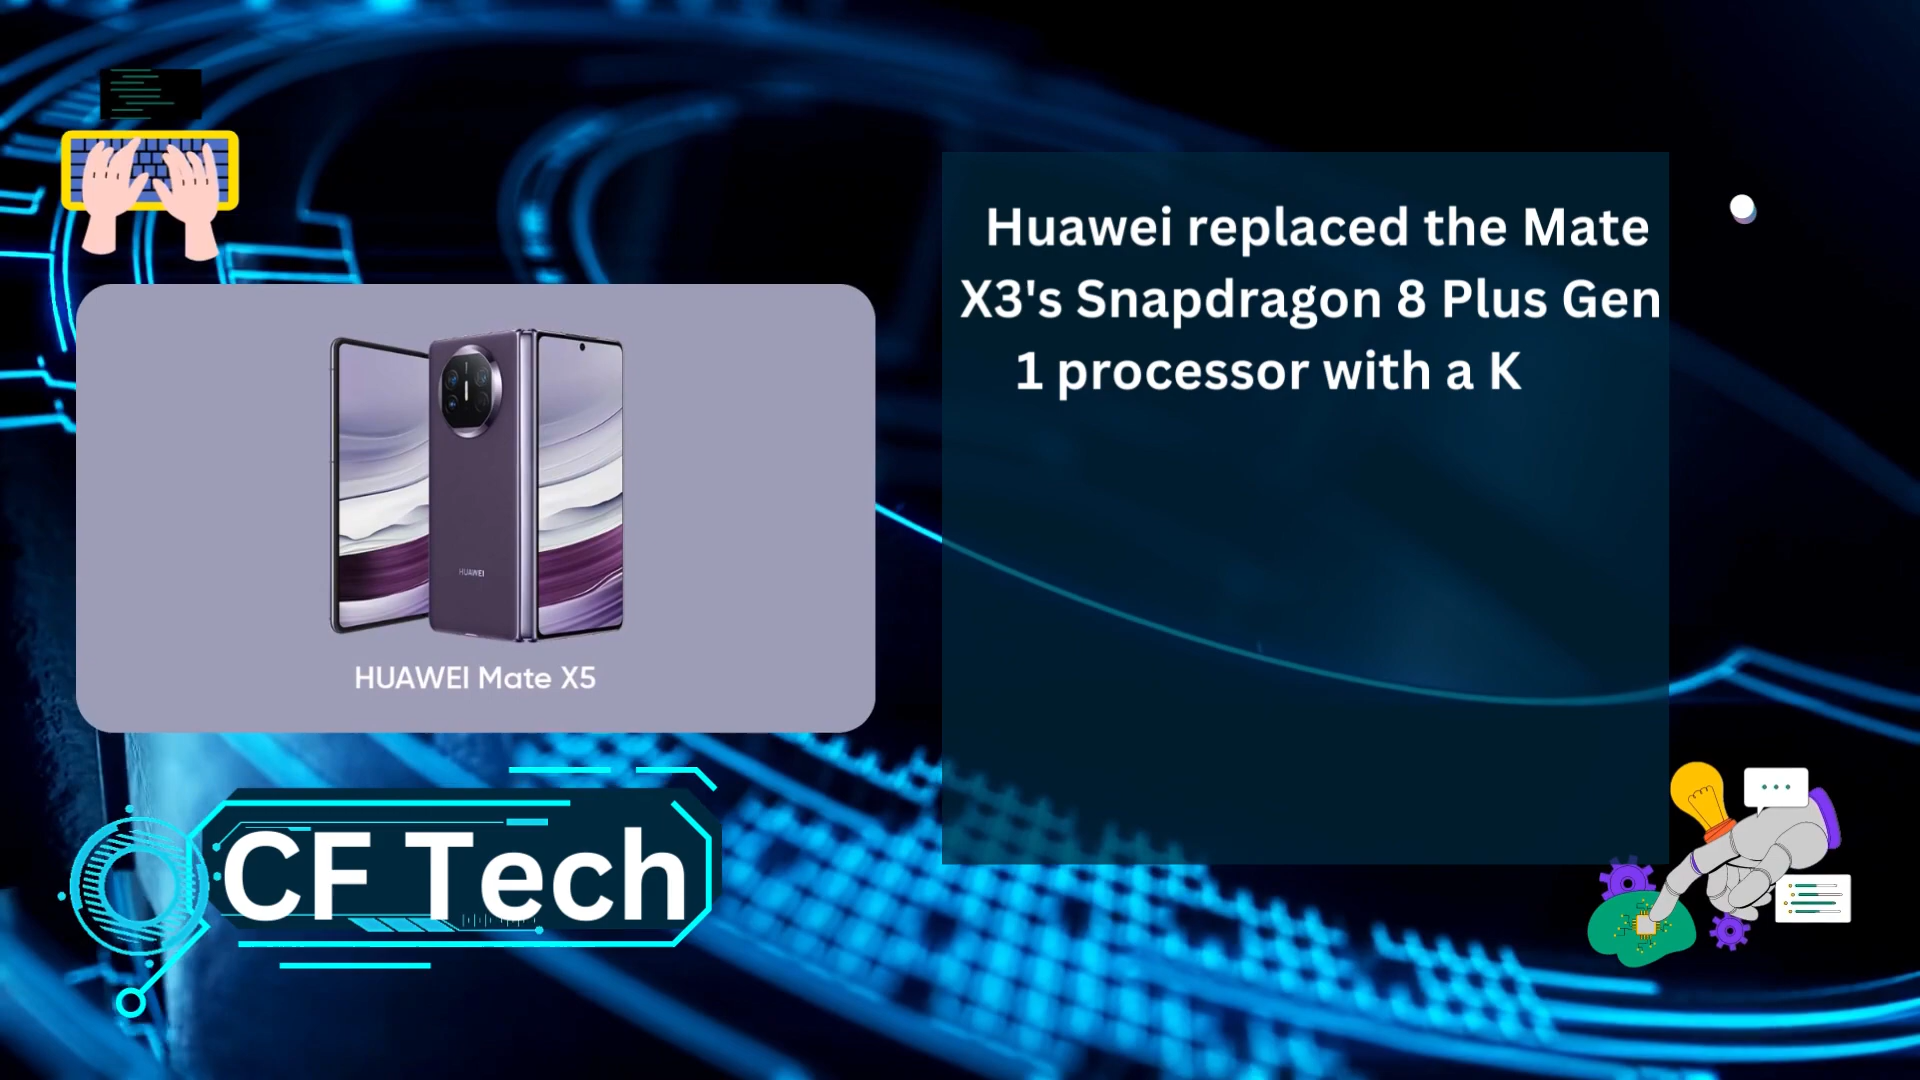 Huawei replaced the Mate
X3's Snapdragon 8 Plus Gen
1 processor with a K
HUAWEI
HUAWEI Mate X5
CF Tech